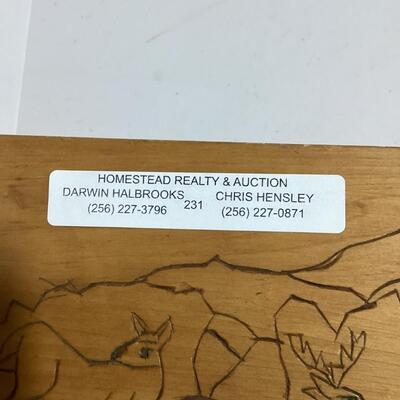 HOMESTEAD REALTY & AUCTION
DARWIN HALBROOKS 231 CHRIS HENSLEY
(256) 227-3796 (256) 227-0871